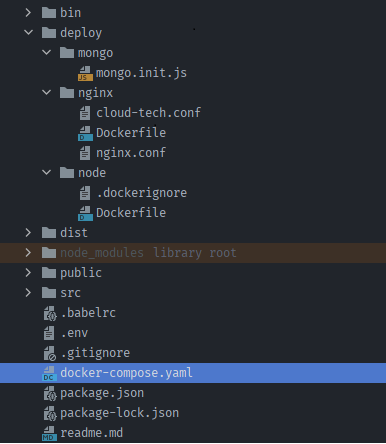 bin
deploy
mongo
mongo.init.js
nginx
cloud-tech.conf
Dockerfile
nginx.conf
node
.dockerignore
Dockerfile
dist
node_modules library root
public
src
.babelrc
.env
.gitignore
docker-compose.yaml
package.json
package-lock.json
readme.md